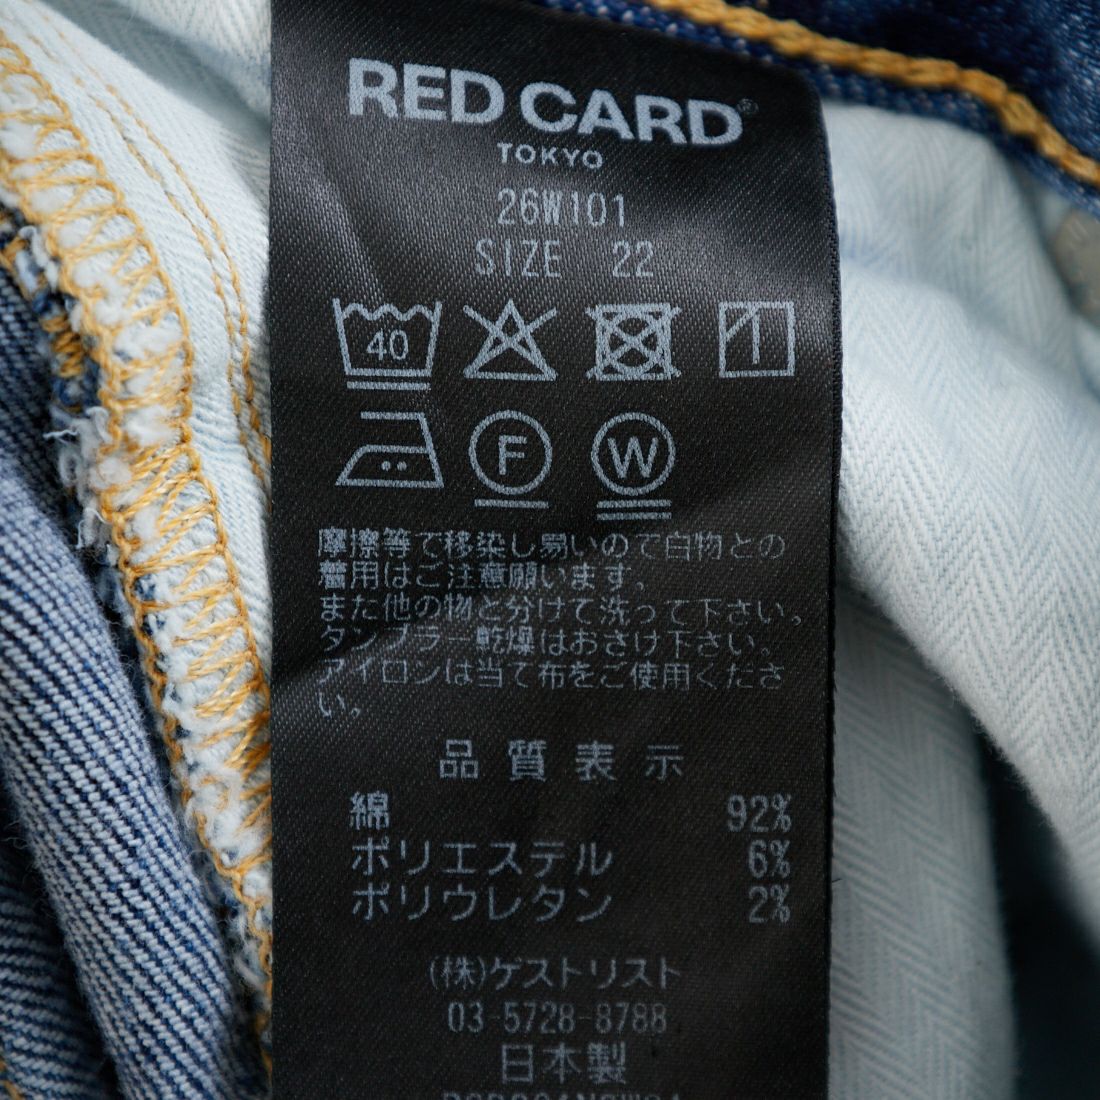 RED CARD®
TOKYO
26W101
SIZE 22
40
F
W
摩擦等で移染し易いので白物との
着用はご注意願います。
また他の物と分けて洗って下さい。
タンブラー乾燥はおさけ下さい。
アイロンは当て布をご使用くださ
い。
品質表示
綿 92%
ポリエステル 6%
ポリウレタン 2%
(株)ゲストリスト
03-5728-8788
日本製